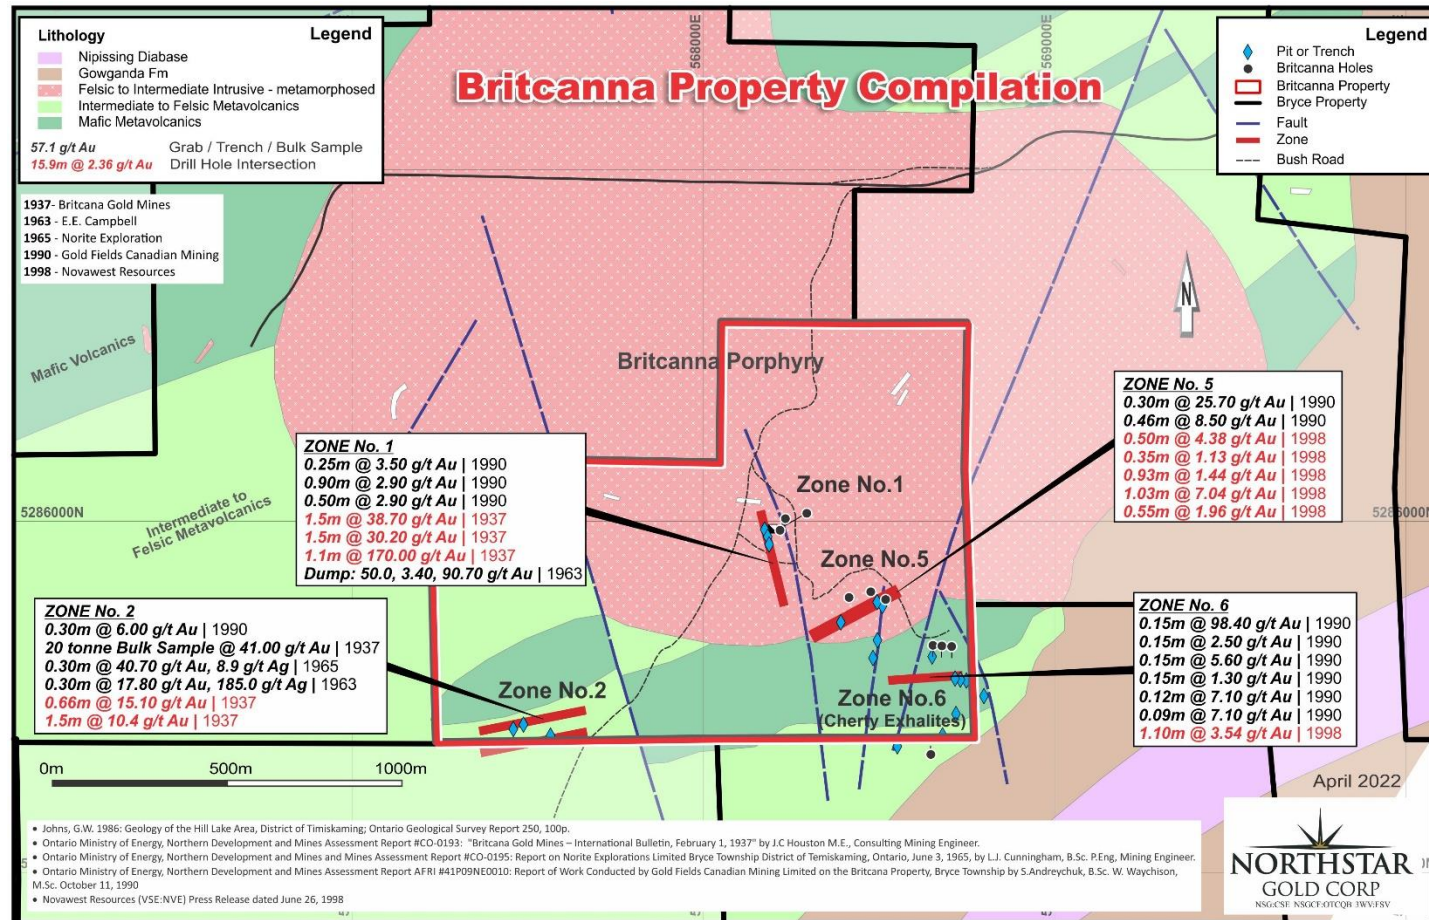 Britcanna Property Compilation
Lithology
Legend
Nipissing Diabase
Gowganda Fm
Felsic to Intermediate Intrusive - metamorphosed
Intermediate to Felsic Metavolcanics
Mafic Metavolcanics
57.1 g/t Au Grab / Trench / Bulk Sample
15.9m @ 2.36 g/t Au Drill Hole Intersection
1937- Britcana Gold Mines
1963 - E.E. Campbell
1965 - Norite Exploration
1990 - Gold Fields Canadian Mining
1998 - Novawest Resources
Legend
Pit or Trench
Britcanna Holes
Britcanna Property
Bryce Property
Fault
Zone
Bush Road
568000E
569000E
N
Mafic Volcanics
Britcanna Porphyry
Intermediate to
Felsic Metavolcanics
5286000N
5286000N
ZONE No. 1
0.25m @ 3.50 g/t Au | 1990
0.90m @ 2.90 g/t Au | 1990
0.50m @ 2.90 g/t Au | 1990
1.5m @ 38.70 g/t Au | 1937
1.5m @ 30.20 g/t Au | 1937
1.1m @ 170.00 g/t Au | 1937
Dump: 50.0, 3.40, 90.70 g/t Au | 1963
ZONE No. 5
0.30m @ 25.70 g/t Au | 1990
0.46m @ 8.50 g/t Au | 1990
0.50m @ 4.38 g/t Au | 1998
0.35m @ 1.13 g/t Au | 1998
0.93m @ 1.44 g/t Au | 1998
1.03m @ 7.04 g/t Au | 1998
0.55m @ 1.96 g/t Au | 1998
Zone No.1
Zone No.5
ZONE No. 2
0.30m @ 6.00 g/t Au | 1990
20 tonne Bulk Sample @ 41.00 g/t Au | 1937
0.30m @ 40.70 g/t Au, 8.9 g/t Ag | 1965
0.30m @ 17.80 g/t Au, 185.0 g/t Ag | 1963
0.66m @ 15.10 g/t Au | 1937
1.5m @ 10.4 g/t Au | 1937
ZONE No. 6
0.15m @ 98.40 g/t Au | 1990
0.15m @ 2.50 g/t Au | 1990
0.15m @ 5.60 g/t Au | 1990
0.15m @ 1.30 g/t Au | 1990
0.12m @ 7.10 g/t Au | 1990
0.09m @ 7.10 g/t Au | 1990
1.10m @ 3.54 g/t Au | 1998
Zone No.2
Zone No.6
(Cherty Exhalites)
0m 500m 1000m
April 2022
• Johns, G.W. 1986: Geology of the Hill Lake Area, District of Timiskaming; Ontario Geological Survey Report 250, 100p.
• Ontario Ministry of Energy, Northern Development and Mines Assessment Report #CO-0193: "Britcana Gold Mines – International Bulletin, February 1, 1937" by J.C Houston M.E., Consulting Mining Engineer.
• Ontario Ministry of Energy, Northern Development and Mines and Mines Assessment Report #CO-0195: Report on Norite Explorations Limited Bryce Township District of Temiskaming, Ontario, June 3, 1965, by L.J. Cunningham, B.Sc. P.Eng, Mining Engineer.
• Ontario Ministry of Energy, Northern Development and Mines Assessment Report AFRI #41P09NE0010: Report of Work Conducted by Gold Fields Canadian Mining Limited on the Britcana Property, Bryce Township by S.Andreychuk, B.Sc. W. Waychison,
M.Sc. October 11, 1990
• Novawest Resources (VSE:NVE) Press Release dated June 26, 1998
NORTHSTAR
GOLD CORP
NSG:CSE NSGCF:OTCQB 3WV:FSV